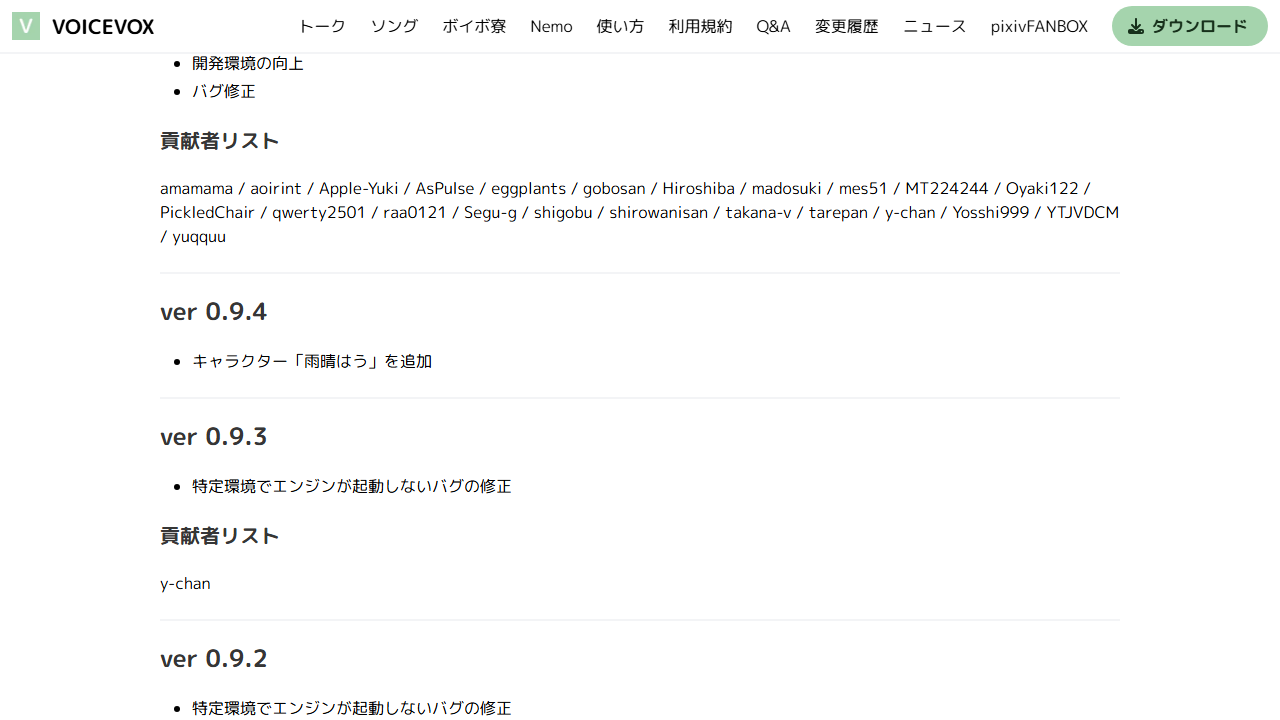 VOICEVOX トーク ソング ボイボ寮 Nemo 使い方 利用規約 Q&A 変更履歴 ニュース pixivFANBOX ダウンロード
開発環境の向上
バグ修正
貢献者リスト
amamama / aoirint / Apple-Yuki / AsPulse / eggplants / gobosan / Hiroshiba / madosuki / mes51 / MT224244 / Oyaki122 /
PickledChair / qwerty2501 / raa0121 / Segu-g / shigobu / shirowanisan / takana-v / tarepan / y-chan / Yosshi999 / YTJVDCM
/ yuqquu
ver 0.9.4
キャラクター「雨晴はう」を追加
ver 0.9.3
特定環境でエンジンが起動しないバグの修正
貢献者リスト
y-chan
ver 0.9.2
特定環境でエンジンが起動しないバグの修正